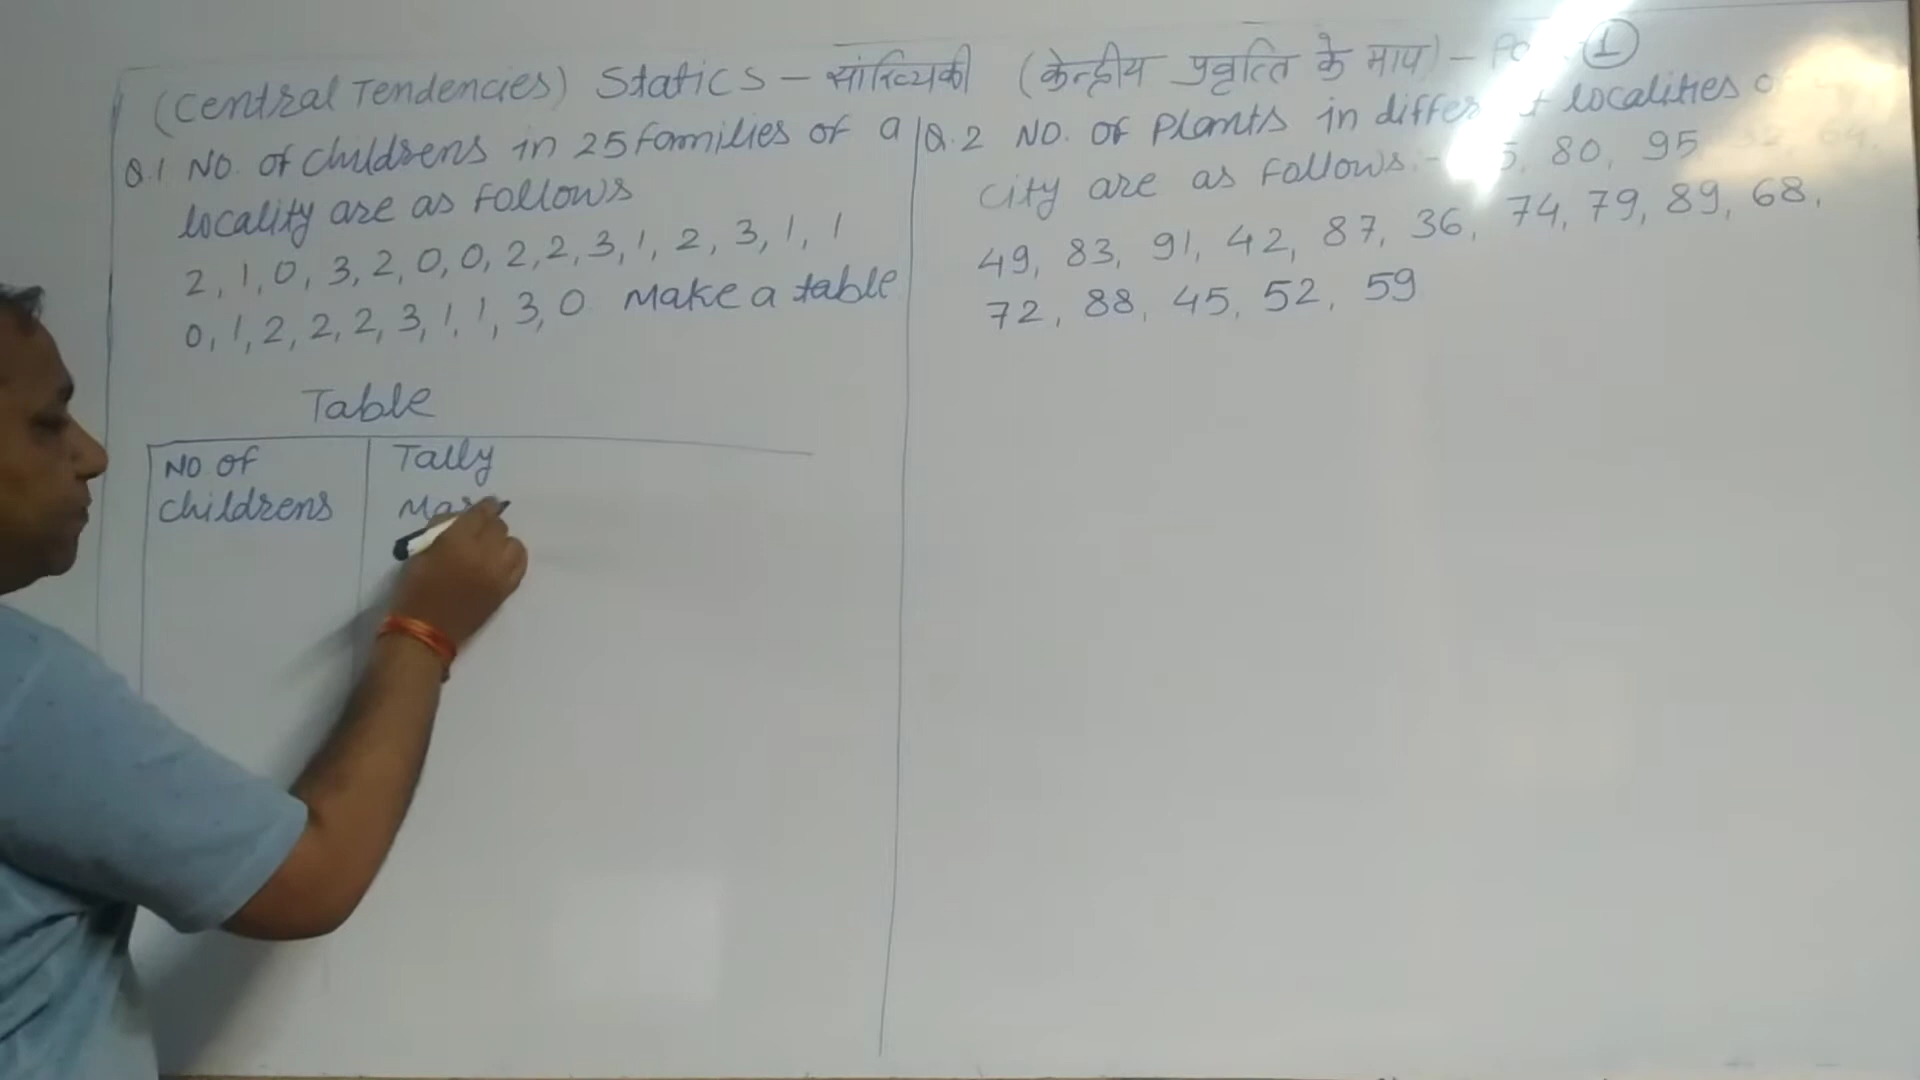 (Central Tendencies) Statics – सांख्यिकी (केन्द्रीय प्रवृत्ति के माप) – ①
Q.1 NO. of childrens in 25 families of a
locality are as follows
2, 1, 0, 3, 2, 0, 0, 2, 2, 3, 1, 2, 3, 1, 1
0, 1, 2, 2, 2, 3, 1, 1, 3, 0 Make a table
Table
NO of
childrens
Tally
Q.2 NO. of Plants in different localities
city are as follows:- 80, 95
49, 83, 91, 42, 87, 36, 74, 79, 89, 68,
72, 88, 45, 52, 59